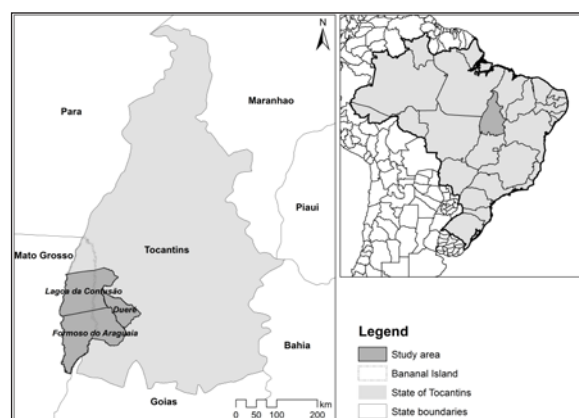 N
Para
Maranhao
Piaui
Tocantins
Mato Grosso
Lagoa da Confusão
Dueré
Formoso do Araguaia
Bahia
Goias
km
0 50 100 200
Legend
Study area
Bananal Island
State of Tocantins
State boundaries